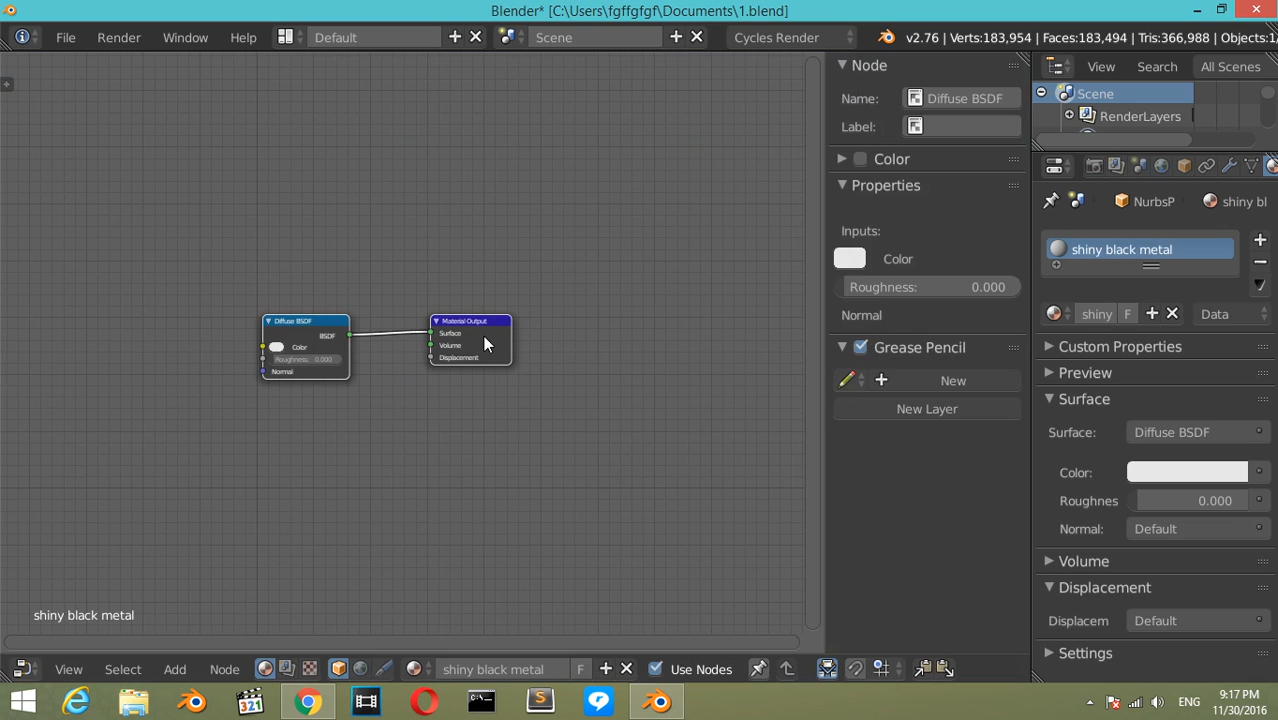 Blender* [C:\Users\fgffgfgf\Documents\1.blend]
File Render Window Help Default Scene Cycles Render v2.76 | Verts:183,954 | Faces:183,494 | Tris:366,988 | Objects:1/
Node
Name: Diffuse BSDF
Label:
Color
Properties
Inputs:
Color
Roughness: 0.000
Normal
Grease Pencil
New
New Layer
Diffuse BSDF
BSDF
Color
Roughness: 0.000
Normal
Material Output
Surface
Volume
Displacement
shiny black metal
View Search All Scenes
Scene
RenderLayers
NurbsP shiny bl
shiny black metal
shiny F Data
Custom Properties
Preview
Surface
Surface: Diffuse BSDF
Color:
Roughnes 0.000
Normal: Default
Volume
Displacement
Displacem Default
Settings
View Select Add Node shiny black metal F Use Nodes
321
ENG
9:17 PM
11/30/2016